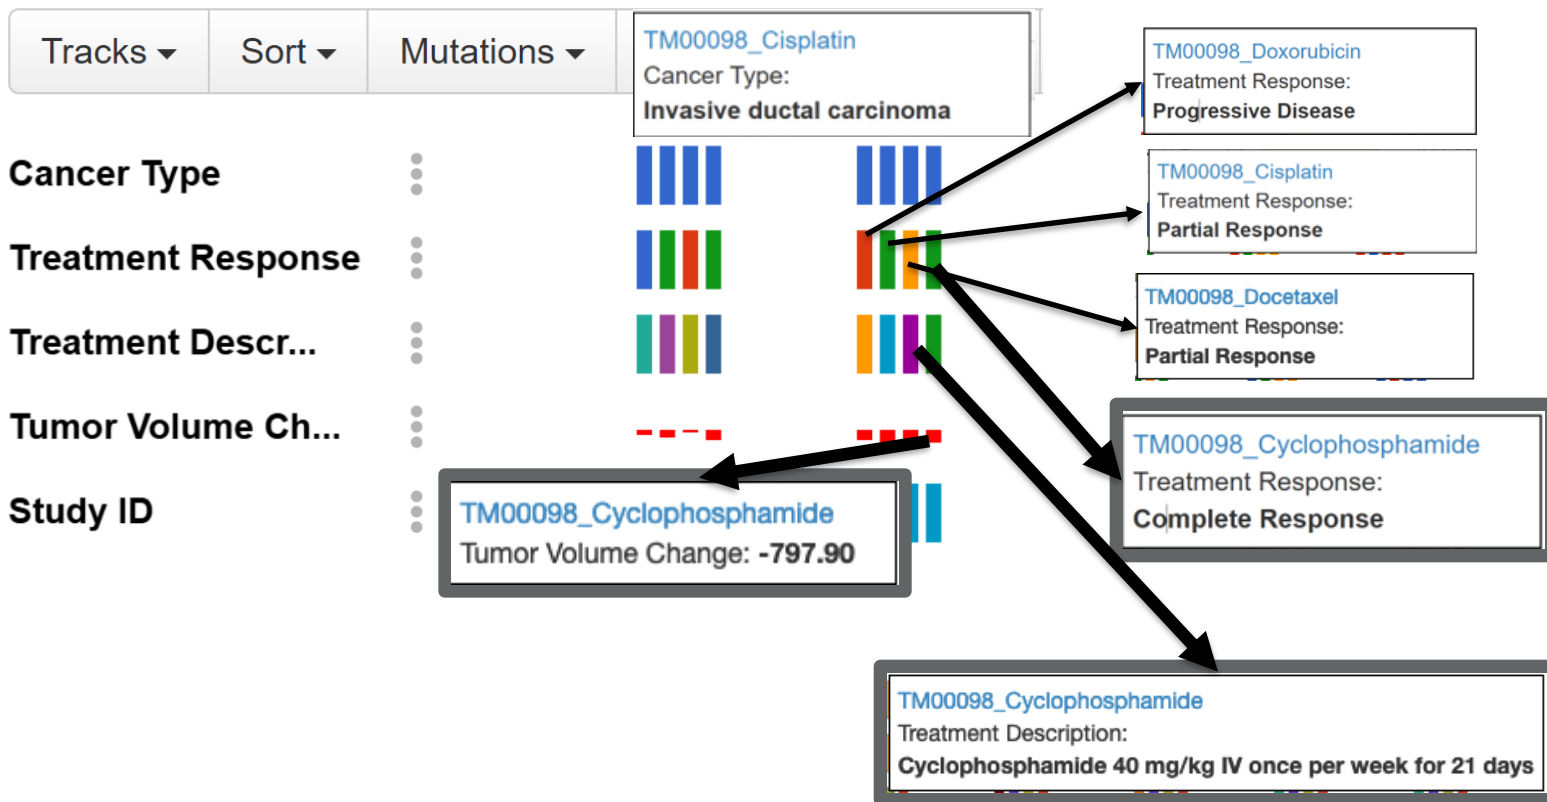 Tracks
Sort
Mutations
TM00098_Cisplatin
Cancer Type:
Invasive ductal carcinoma
TM00098_Doxorubicin
Treatment Response:
Progressive Disease
TM00098_Cisplatin
Treatment Response:
Partial Response
TM00098_Docetaxel
Treatment Response:
Partial Response
Cancer Type
Treatment Response
Treatment Descr...
Tumor Volume Ch...
Study ID
TM00098_Cyclophosphamide
Tumor Volume Change: -797.90
TM00098_Cyclophosphamide
Treatment Response:
Complete Response
TM00098_Cyclophosphamide
Treatment Description:
Cyclophosphamide 40 mg/kg IV once per week for 21 days